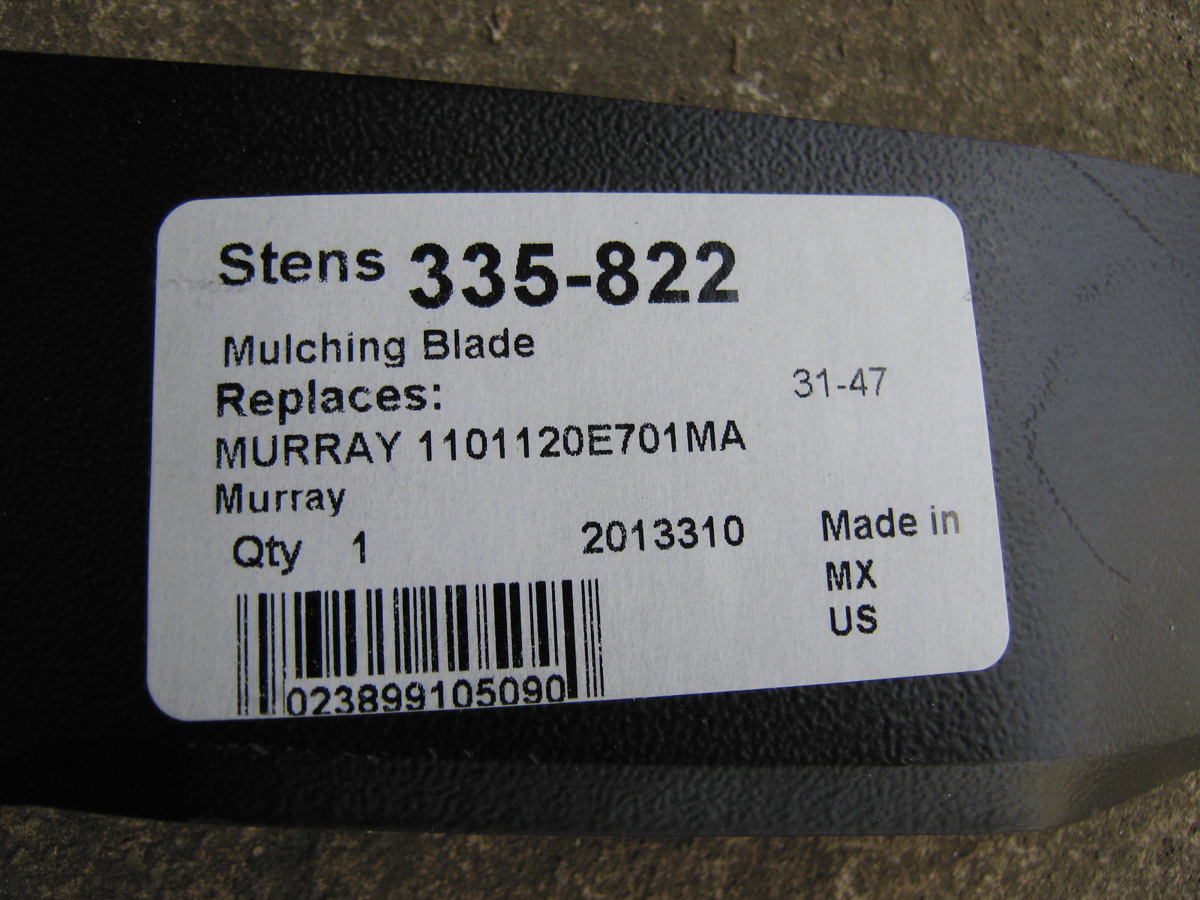 Stens 335-822
Mulching Blade
Replaces: 31-47
MURRAY 1101120E701MA
Murray
Qty 1 2013310 Made in
MX
US
023899105090